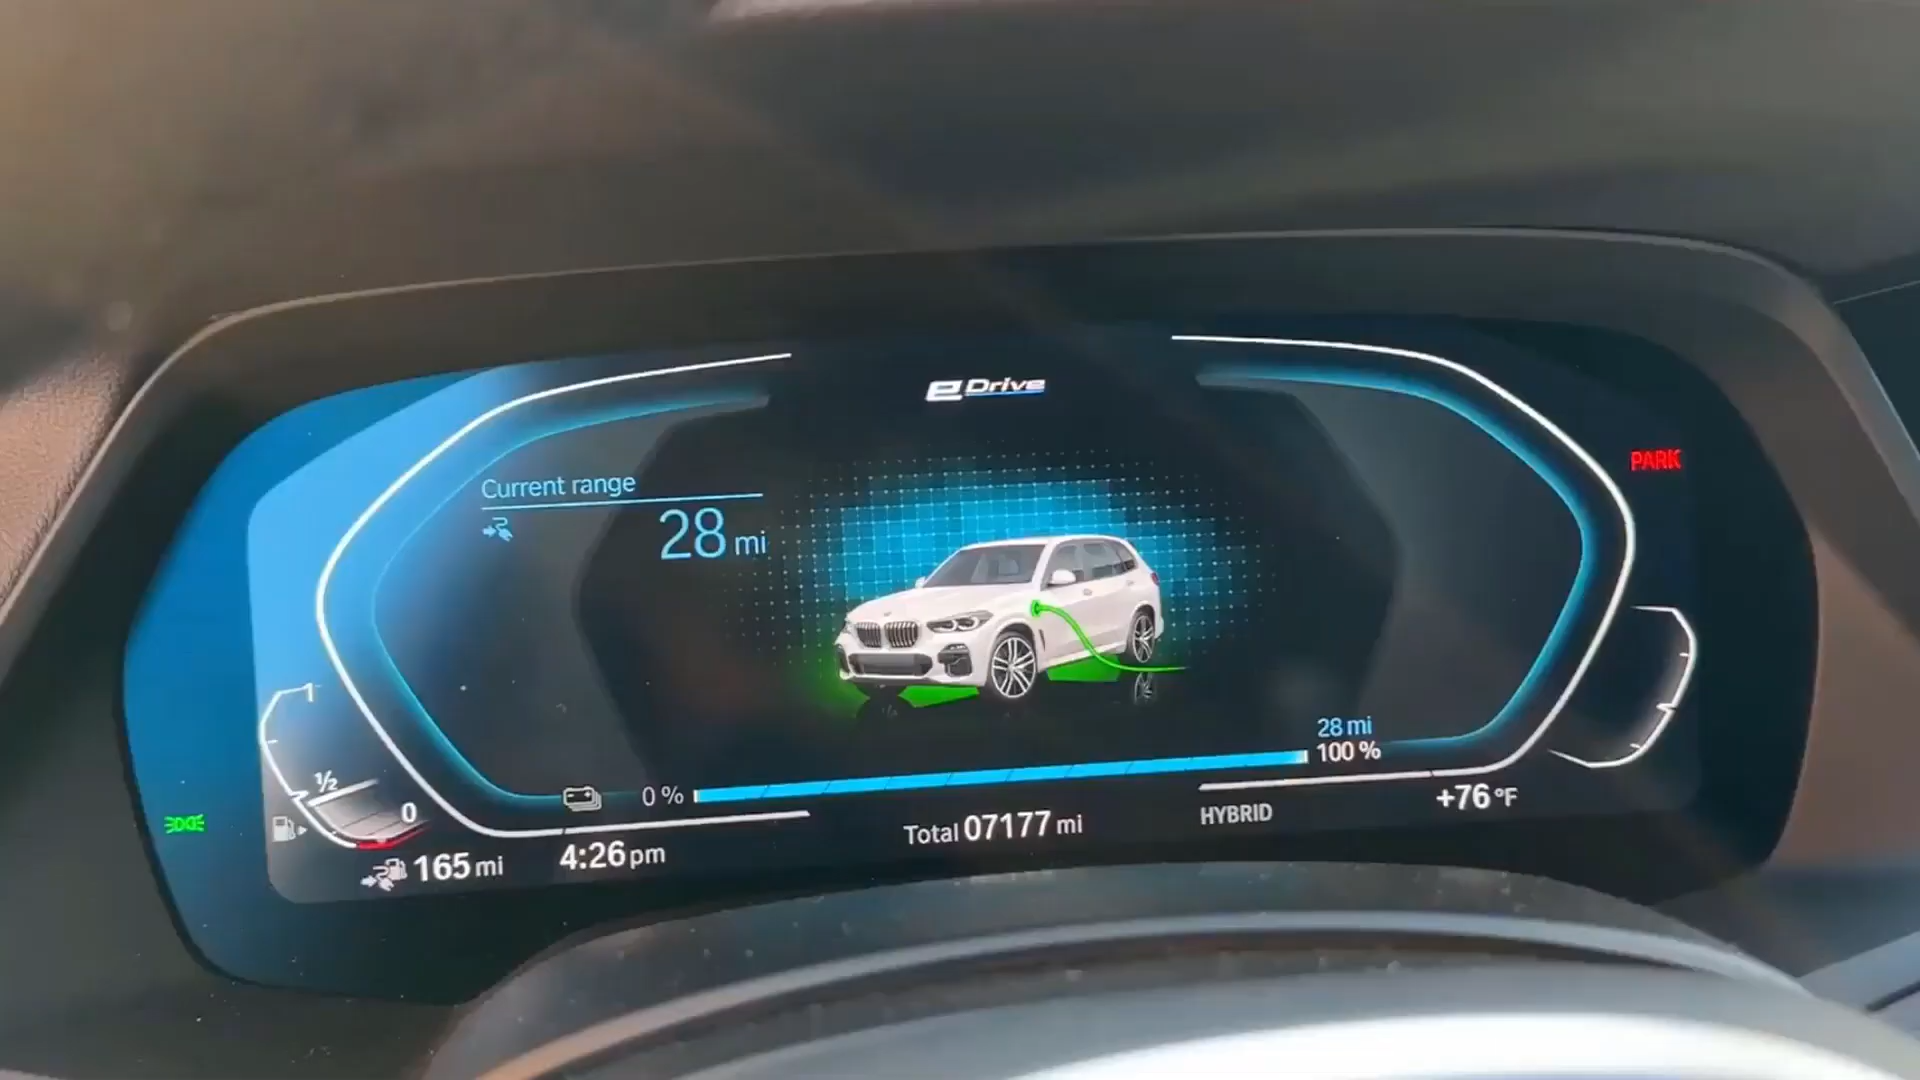 eDrive
PARK
Current range
28 mi
28 mi
0 % 100 %
1
1/2
0
165 mi
4:26 pm
Total 07177 mi
HYBRID
+76 °F